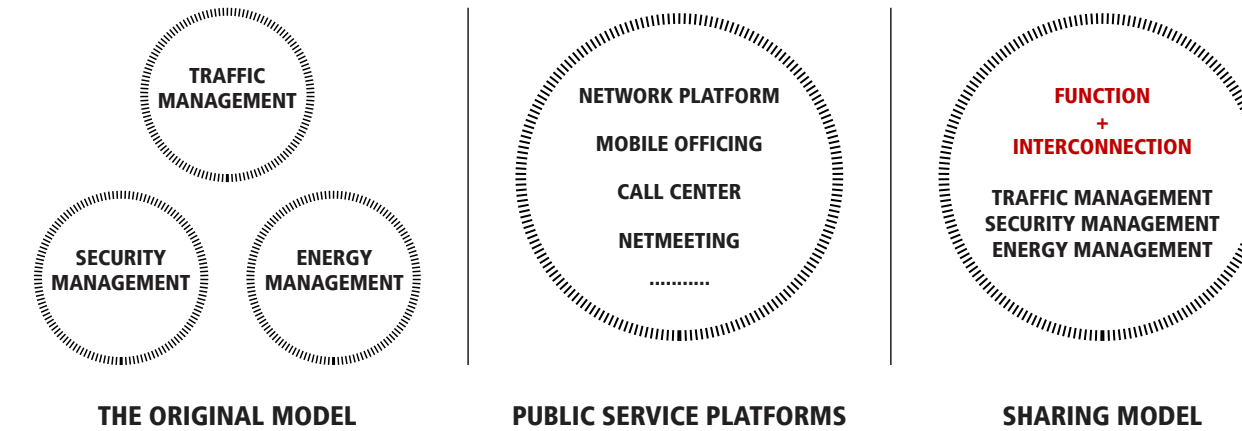 TRAFFIC
MANAGEMENT
SECURITY
MANAGEMENT
ENERGY
MANAGEMENT
THE ORIGINAL MODEL
NETWORK PLATFORM
MOBILE OFFICING
CALL CENTER
NETMEETING
...........
PUBLIC SERVICE PLATFORMS
FUNCTION
+
INTERCONNECTION
TRAFFIC MANAGEMENT
SECURITY MANAGEMENT
ENERGY MANAGEMENT
SHARING MODEL